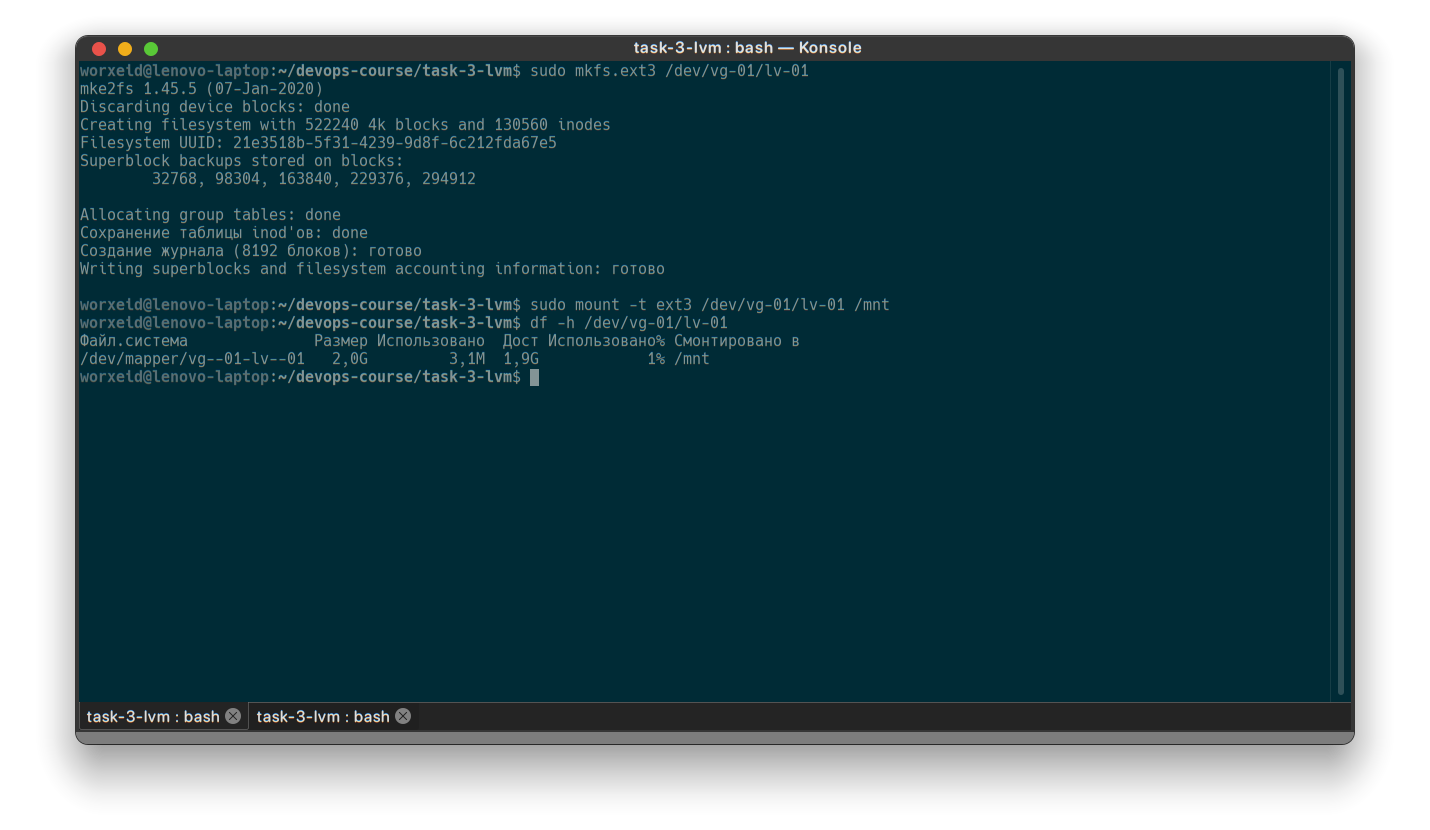 task-3-lvm : bash — Konsole
worxeid@lenovo-laptop:~/devops-course/task-3-lvm$ sudo mkfs.ext3 /dev/vg-01/lv-01
mke2fs 1.45.5 (07-Jan-2020)
Discarding device blocks: done
Creating filesystem with 522240 4k blocks and 130560 inodes
Filesystem UUID: 21e3518b-5f31-4239-9d8f-6c212fda67e5
Superblock backups stored on blocks:
        32768, 98304, 163840, 229376, 294912
Allocating group tables: done
Сохранение таблицы inod'ов: done
Создание журнала (8192 блоков): готово
Writing superblocks and filesystem accounting information: готово
worxeid@lenovo-laptop:~/devops-course/task-3-lvm$ sudo mount -t ext3 /dev/vg-01/lv-01 /mnt
worxeid@lenovo-laptop:~/devops-course/task-3-lvm$ df -h /dev/vg-01/lv-01
Файл.система              Размер Использовано  Дост Использовано% Cмонтировано в
/dev/mapper/vg--01-lv--01   2,0G         3,1M  1,9G            1% /mnt
worxeid@lenovo-laptop:~/devops-course/task-3-lvm$
task-3-lvm : bash task-3-lvm : bash